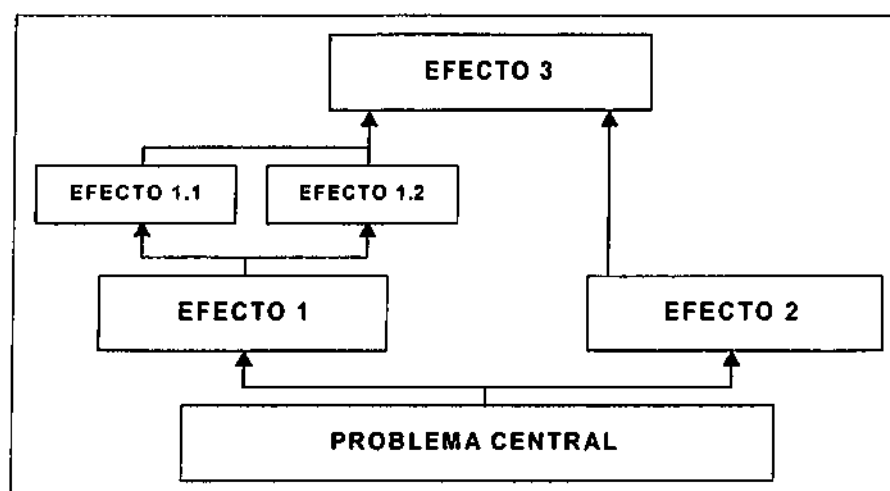 EFECTO 3
EFECTO 1.1
EFECTO 1.2
EFECTO 1
EFECTO 2
PROBLEMA CENTRAL